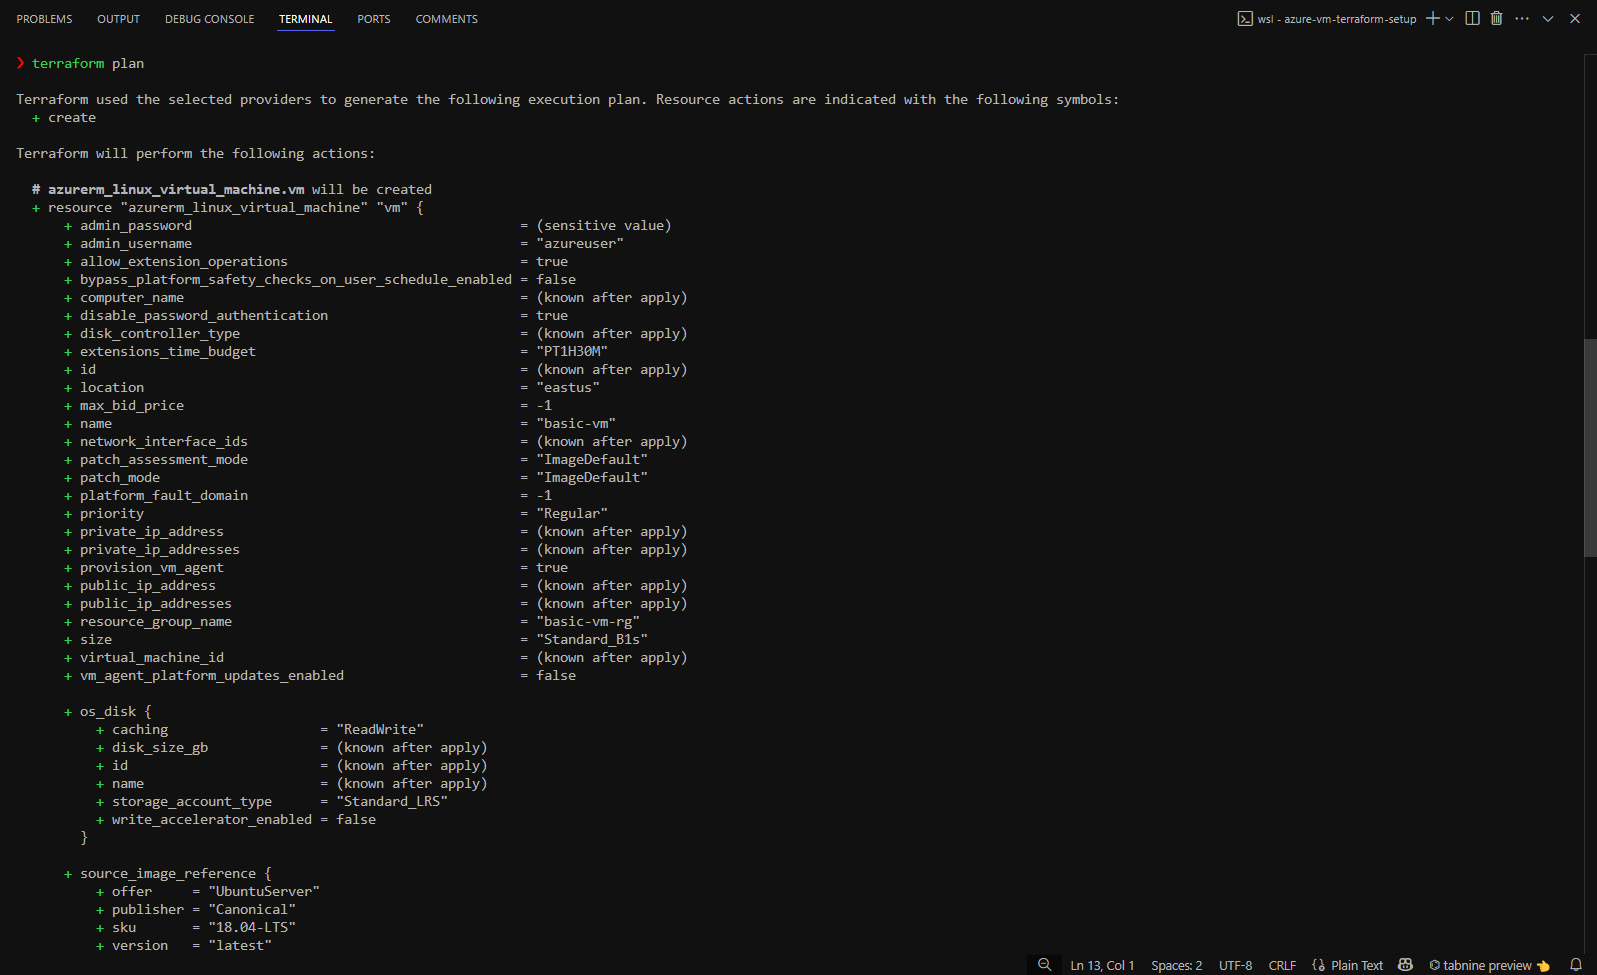 PROBLEMS OUTPUT DEBUG CONSOLE TERMINAL PORTS COMMENTS wsl - azure-vm-terraform-setup
❯ terraform plan
Terraform used the selected providers to generate the following execution plan. Resource actions are indicated with the following symbols:
+ create
Terraform will perform the following actions:
# azurerm_linux_virtual_machine.vm will be created
+ resource "azurerm_linux_virtual_machine" "vm" {
+ admin_password = (sensitive value)
+ admin_username = "azureuser"
+ allow_extension_operations = true
+ bypass_platform_safety_checks_on_user_schedule_enabled = false
+ computer_name = (known after apply)
+ disable_password_authentication = true
+ disk_controller_type = (known after apply)
+ extensions_time_budget = "PT1H30M"
+ id = (known after apply)
+ location = "eastus"
+ max_bid_price = -1
+ name = "basic-vm"
+ network_interface_ids = (known after apply)
+ patch_assessment_mode = "ImageDefault"
+ patch_mode = "ImageDefault"
+ platform_fault_domain = -1
+ priority = "Regular"
+ private_ip_address = (known after apply)
+ private_ip_addresses = (known after apply)
+ provision_vm_agent = true
+ public_ip_address = (known after apply)
+ public_ip_addresses = (known after apply)
+ resource_group_name = "basic-vm-rg"
+ size = "Standard_B1s"
+ virtual_machine_id = (known after apply)
+ vm_agent_platform_updates_enabled = false
+ os_disk {
+ caching = "ReadWrite"
+ disk_size_gb = (known after apply)
+ id = (known after apply)
+ name = (known after apply)
+ storage_account_type = "Standard_LRS"
+ write_accelerator_enabled = false
}
+ source_image_reference {
+ offer = "UbuntuServer"
+ publisher = "Canonical"
+ sku = "18.04-LTS"
+ version = "latest"
Ln 13, Col 1 Spaces: 2 UTF-8 CRLF {} Plain Text tabnine preview 👈